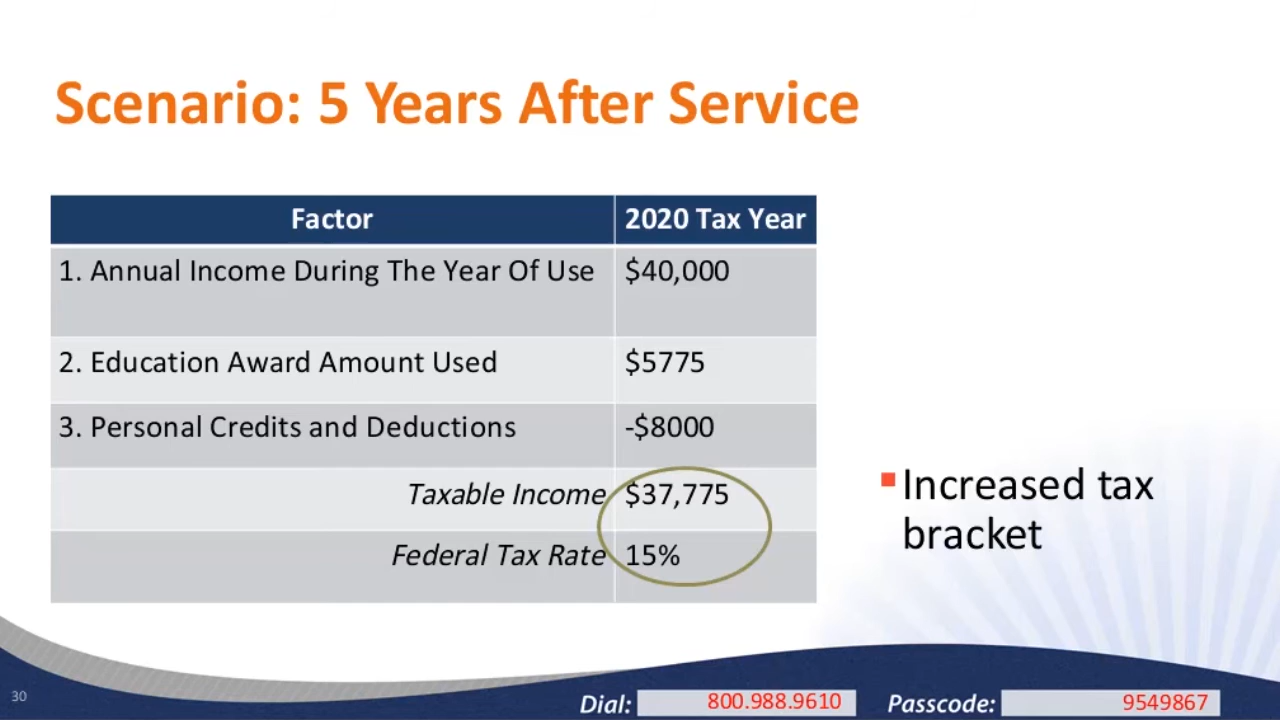 Scenario: 5 Years After Service
Factor 2020 Tax Year
1. Annual Income During The Year Of Use $40,000
2. Education Award Amount Used $5775
3. Personal Credits and Deductions -$8000
Taxable Income $37,775
Federal Tax Rate 15%
Increased tax
bracket
30
Dial: 800.988.9610 Passcode: 9549867